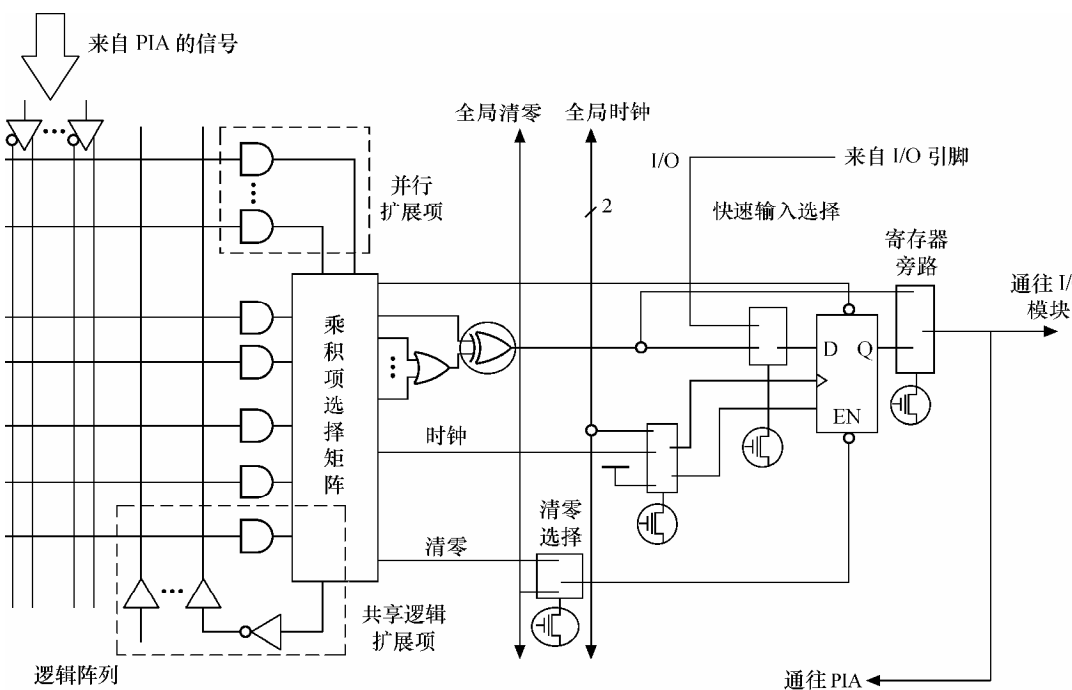 来自 PIA 的信号
全局清零
全局时钟
I/O
来自 I/O 引脚
并行
扩展项
2
快速输入选择
寄存器
旁路
通往 I/
模块
乘积项选择矩阵
D
Q
EN
时钟
清零
选择
清零
共享逻辑
扩展项
逻辑阵列
通往 PIA